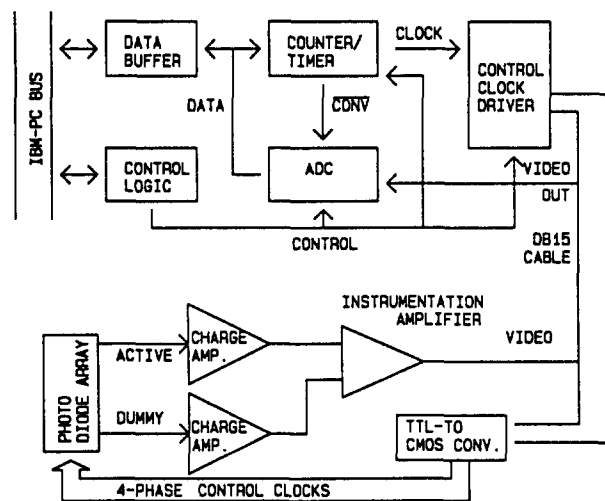 IBM-PC BUS
DATA
BUFFER
COUNTER/
TIMER
CLOCK
CONTROL
CLOCK
DRIVER
DATA
CONV
CONTROL
LOGIC
ADC
VIDEO
OUT
CONTROL
DB15
CABLE
INSTRUMENTATION
AMPLIFIER
PHOTO
DIODE ARRAY
ACTIVE
CHARGE
AMP.
VIDEO
DUMMY
CHARGE
AMP.
TTL-TO
CMOS CONV.
4-PHASE CONTROL CLOCKS